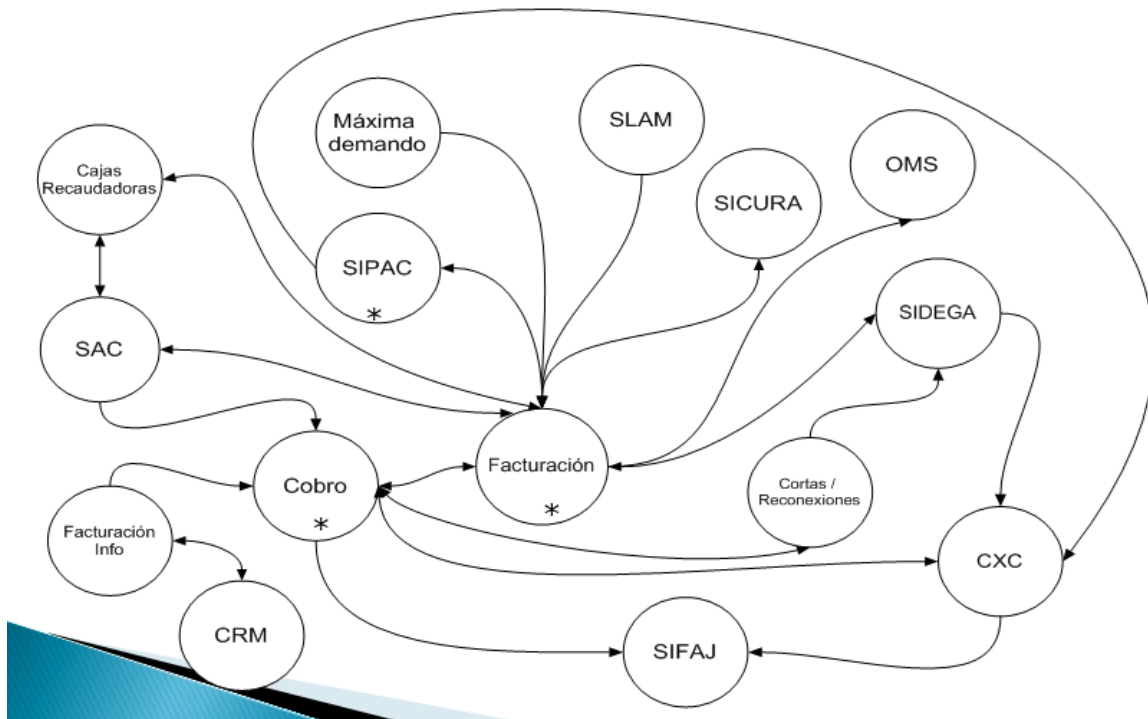 Máxima
demando
SLAM
OMS
Cajas
Recaudadoras
SICURA
SIPAC
*
SIDEGA
SAC
Facturación
*
Cobro
*
Cortas /
Reconexiones
Facturación
Info
CXC
CRM
SIFAJ